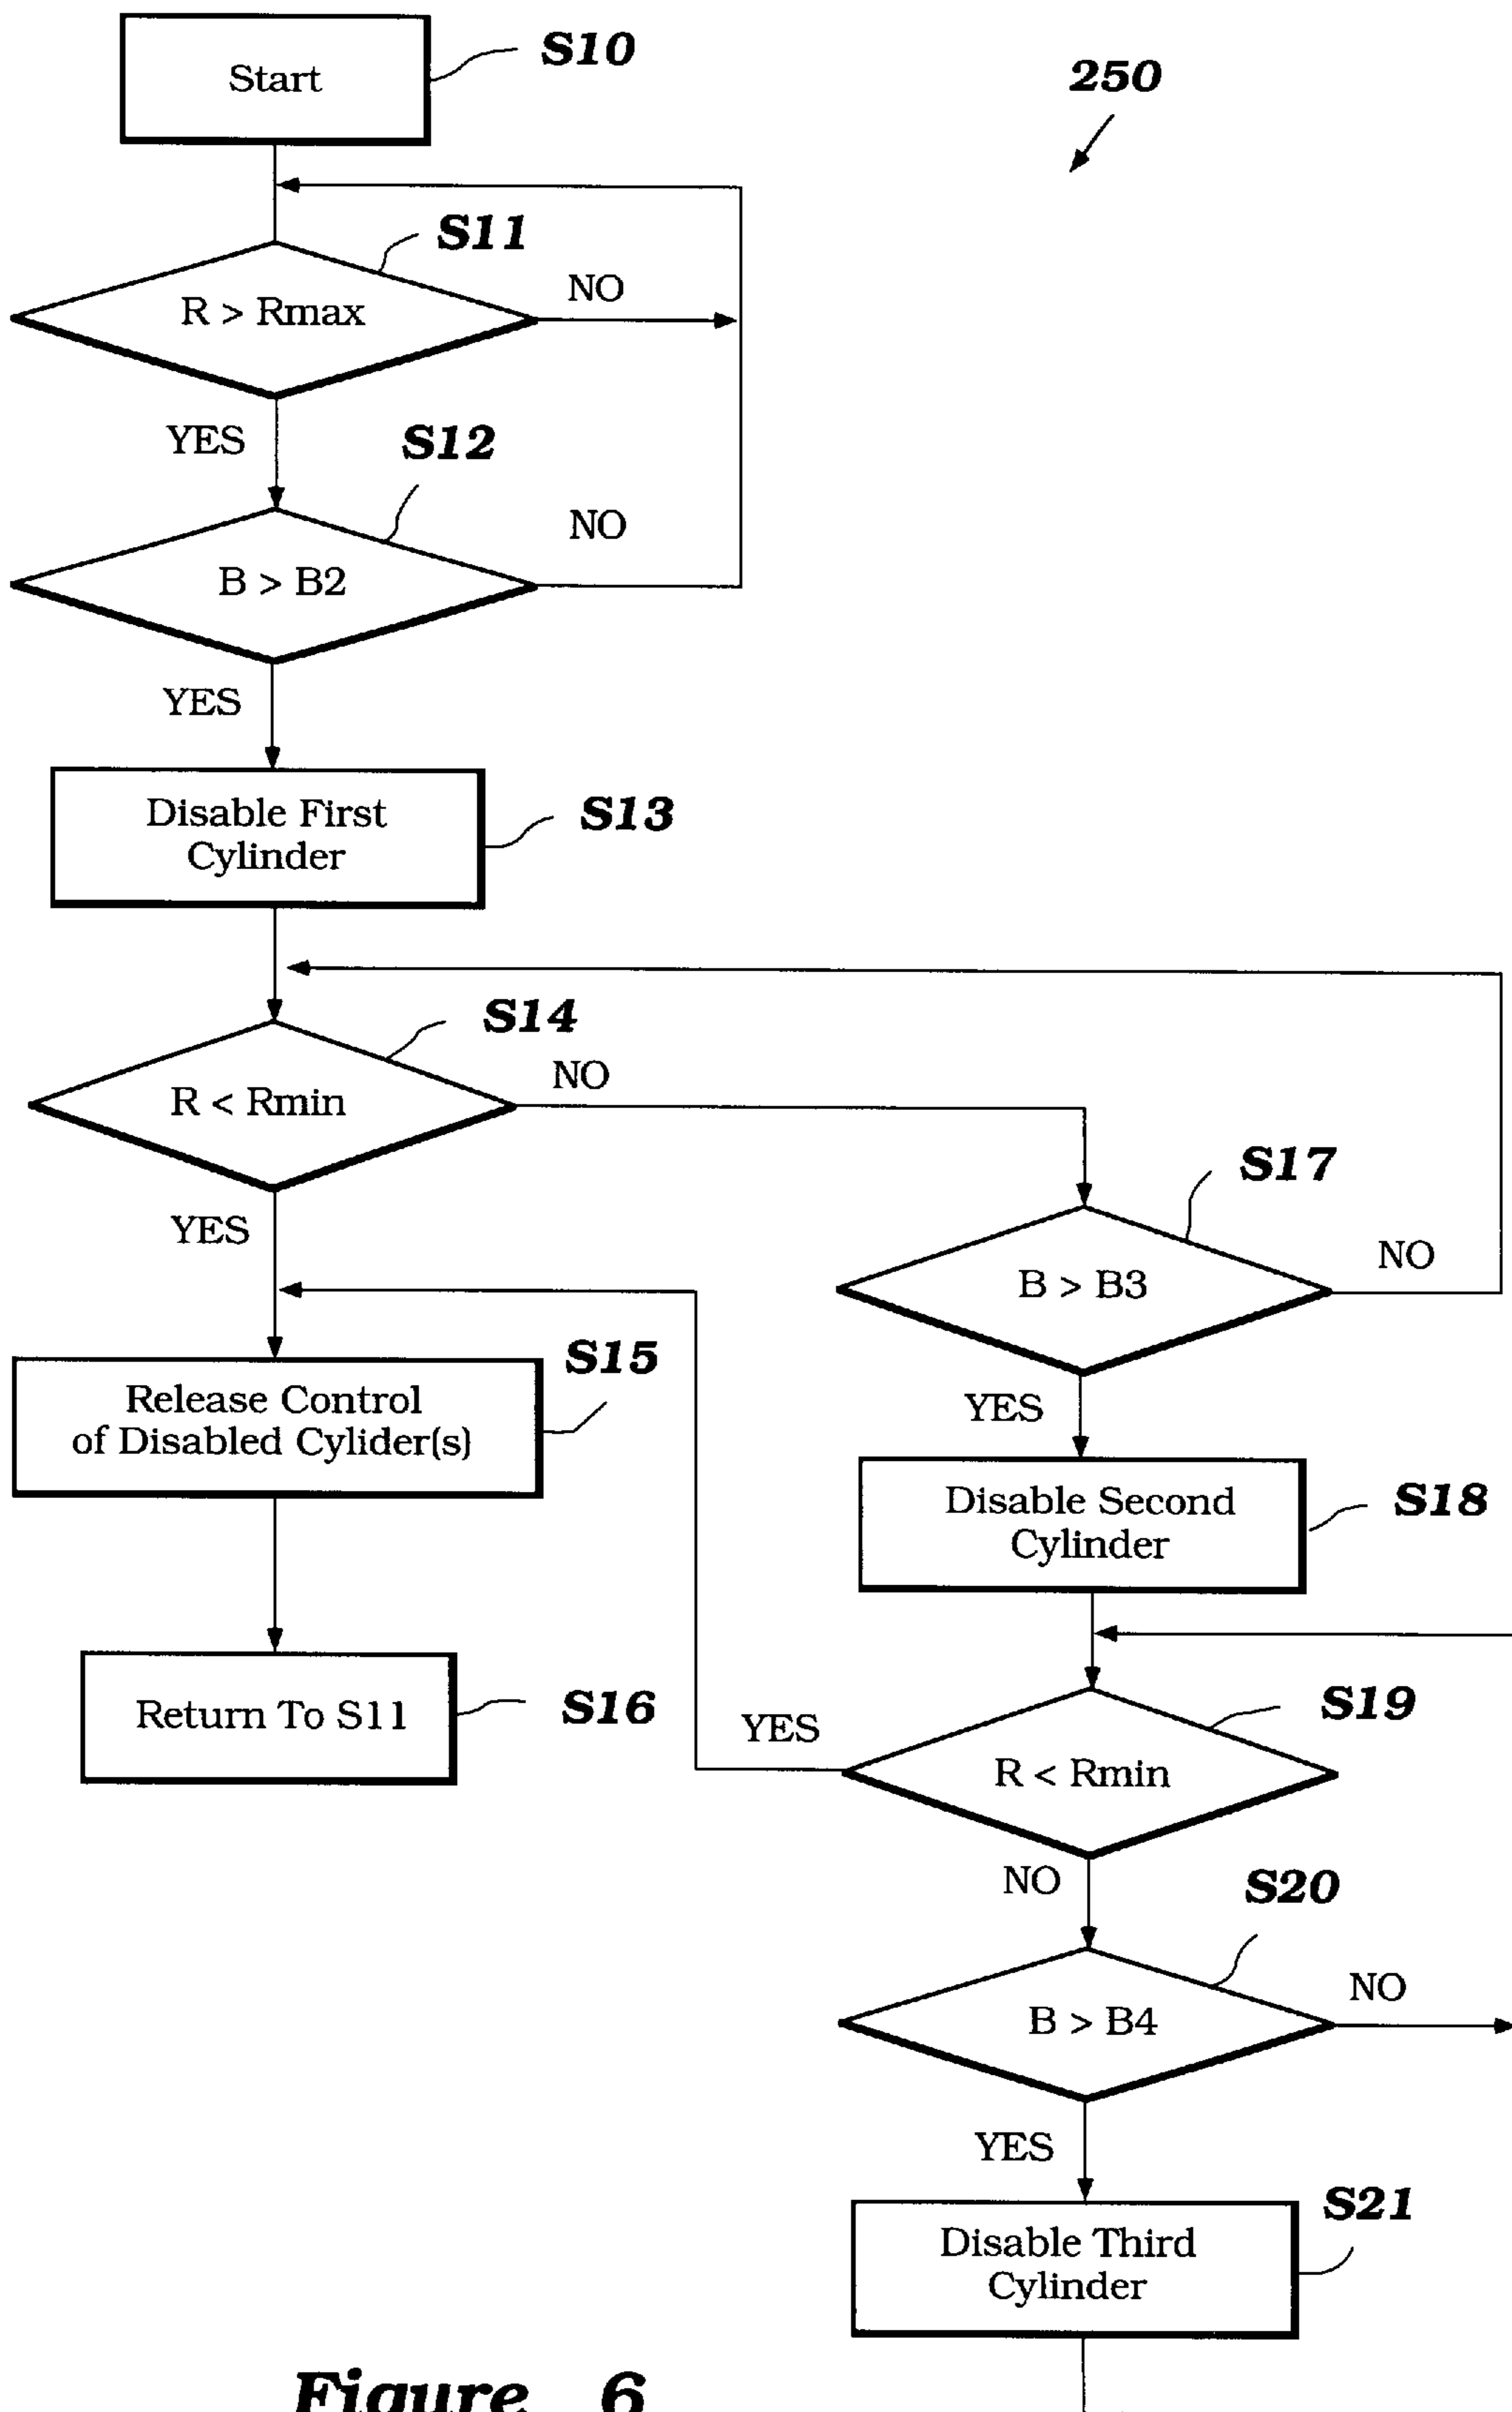 Start
S10
250
S11
R > Rmax
NO
YES
S12
B > B2
NO
YES
Disable First
Cylinder
S13
S14
R < Rmin
NO
YES
S17
B > B3
NO
YES
S15
Release Control
of Disabled Cylider(s)
Disable Second
Cylinder
S18
Return To S11
S16
S19
YES
R < Rmin
NO
S20
B > B4
NO
YES
S21
Disable Third
Cylinder
Figure 6